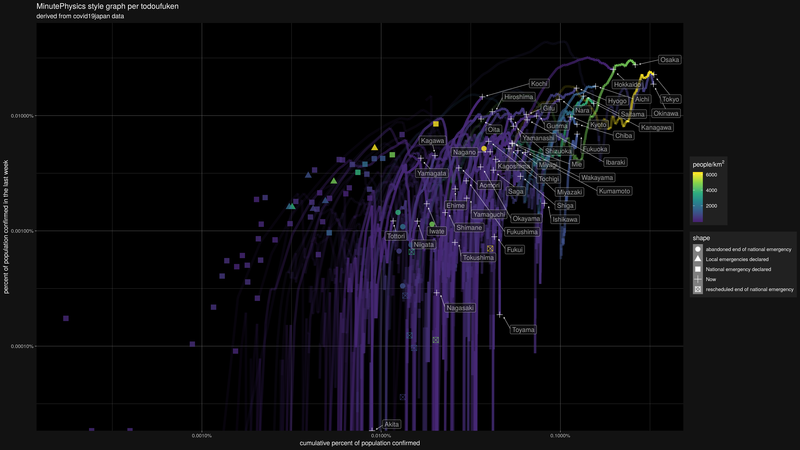 MinutePhysics style graph per todoufuken
derived from covid19japan data
percent of population confirmed in the last week
0.01000%
0.00100%
0.00010%
Osaka
Kochi
Hokkaido
Hiroshima
Hyogo
Aichi
Tokyo
Gifu
Nara
Saitama
Okinawa
Oita
Gunma
Kyoto
Kanagawa
Kagawa
Yamanashi
Chiba
Nagano
Shizuoka
Fukuoka
Kagoshima
Miyagi
Mie
Ibaraki
Yamagata
Tochigi
Wakayama
Aomori
Saga
Miyazaki
Kumamoto
Ehime
Shiga
Yamaguchi
Okayama
Ishikawa
Tottori
Iwate
Shimane
Fukushima
Niigata
Tokushima
Fukui
Nagasaki
Toyama
Akita
0.0010%
0.0100%
0.1000%
cumulative percent of population confirmed
people/km²
6000
4000
2000
shape
abandoned end of national emergency
Local emergencies declared
National emergency declared
Now
rescheduled end of national emergency